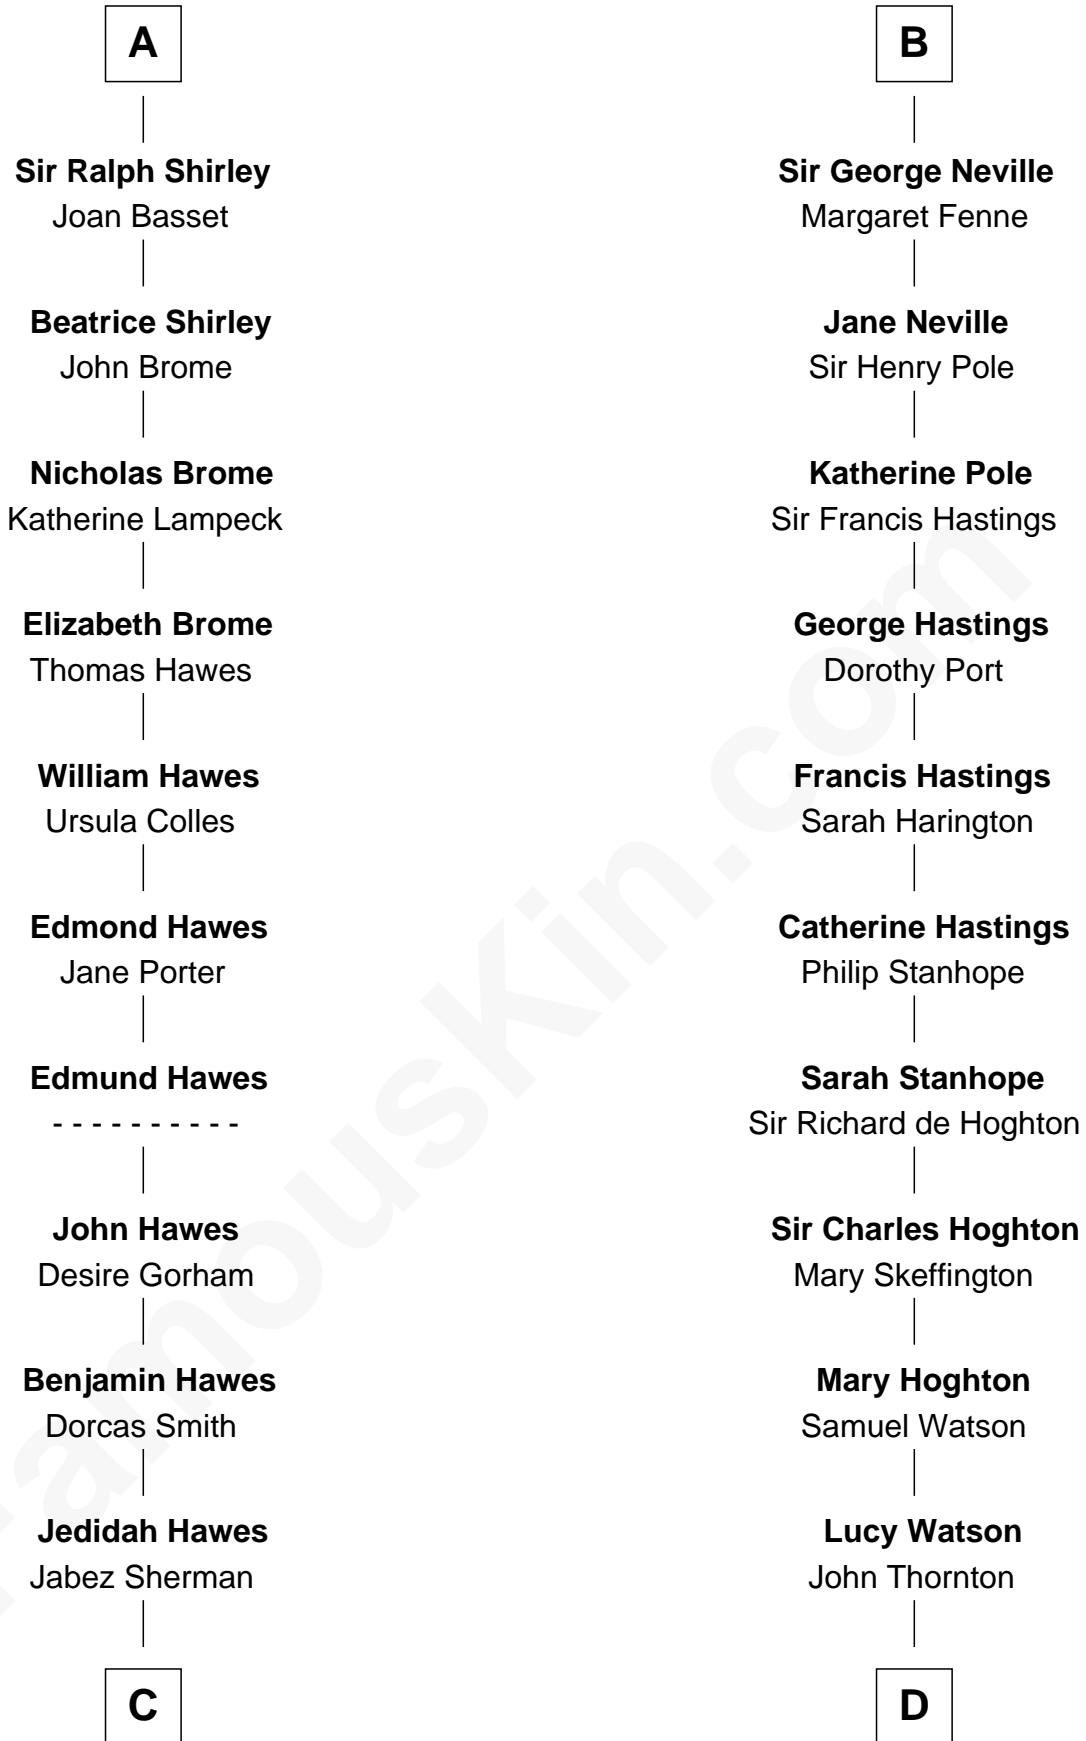 A
Sir Ralph Shirley
Joan Basset
Beatrice Shirley
John Brome
Nicholas Brome
Katherine Lampeck
Elizabeth Brome
Thomas Hawes
William Hawes
Ursula Colles
Edmond Hawes
Jane Porter
Edmund Hawes
- - - - - - - - - -
John Hawes
Desire Gorham
Benjamin Hawes
Dorcas Smith
Jedidah Hawes
Jabez Sherman
C
B
Sir George Neville
Margaret Fenne
Jane Neville
Sir Henry Pole
Katherine Pole
Sir Francis Hastings
George Hastings
Dorothy Port
Francis Hastings
Sarah Harington
Catherine Hastings
Philip Stanhope
Sarah Stanhope
Sir Richard de Hoghton
Sir Charles Hoghton
Mary Skeffington
Mary Hoghton
Samuel Watson
Lucy Watson
John Thornton
D
FamousKin.com